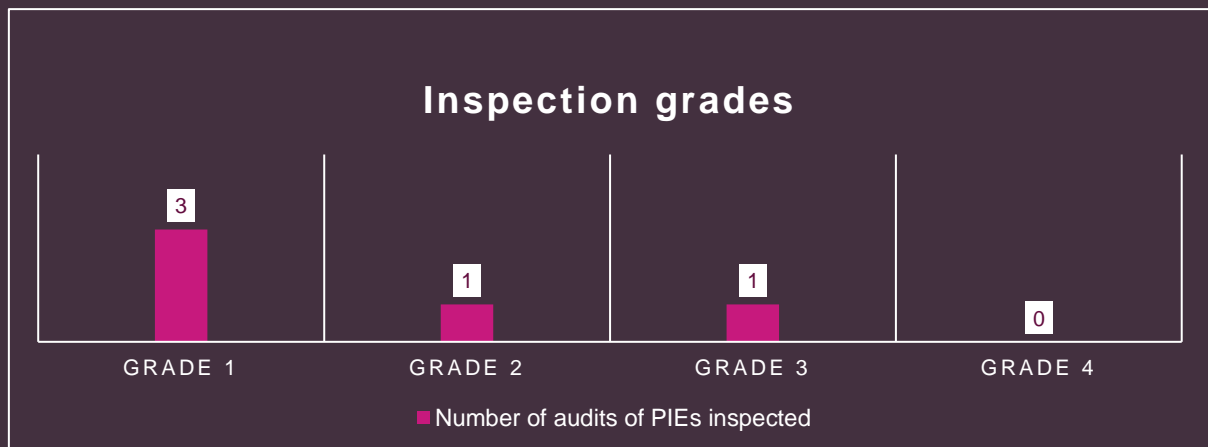 Inspection grades
3
1
1
0
GRADE 1
GRADE 2
GRADE 3
GRADE 4
Number of audits of PIEs inspected